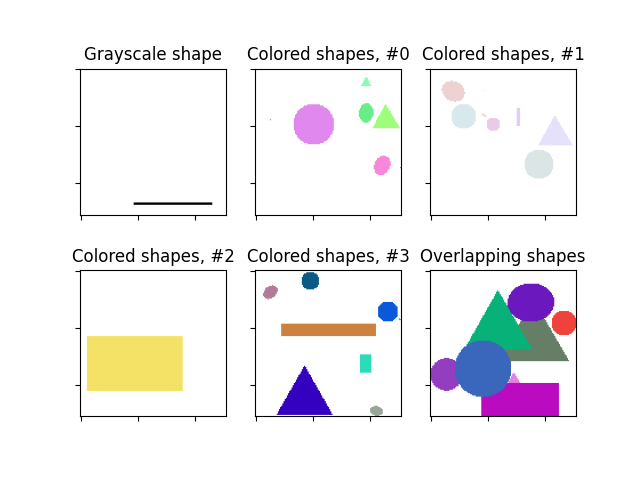 Grayscale shape
Colored shapes, #0
Colored shapes, #1
Colored shapes, #2
Colored shapes, #3
Overlapping shapes